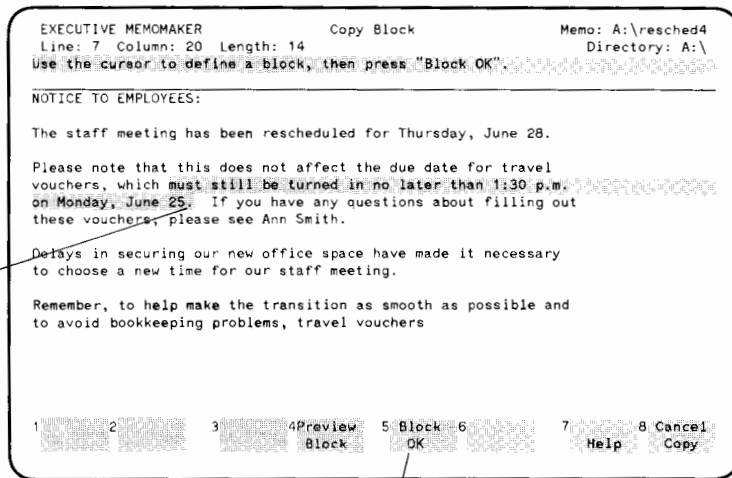 EXECUTIVE MEMOMAKER Copy Block Memo: A:\resched4
Line: 7 Column: 20 Length: 14 Directory: A:\
Use the cursor to define a block, then press "Block OK".
NOTICE TO EMPLOYEES:
The staff meeting has been rescheduled for Thursday, June 28.
Please note that this does not affect the due date for travel
vouchers, which must still be turned in no later than 1:30 p.m.
on Monday, June 25. If you have any questions about filling out
these vouchers, please see Ann Smith.
Delays in securing our new office space have made it necessary
to choose a new time for our staff meeting.
Remember, to help make the transition as smooth as possible and
to avoid bookkeeping problems, travel vouchers
1 2 3 4 Preview 5 Block 6 7 8 Cancel
Block OK Help Copy